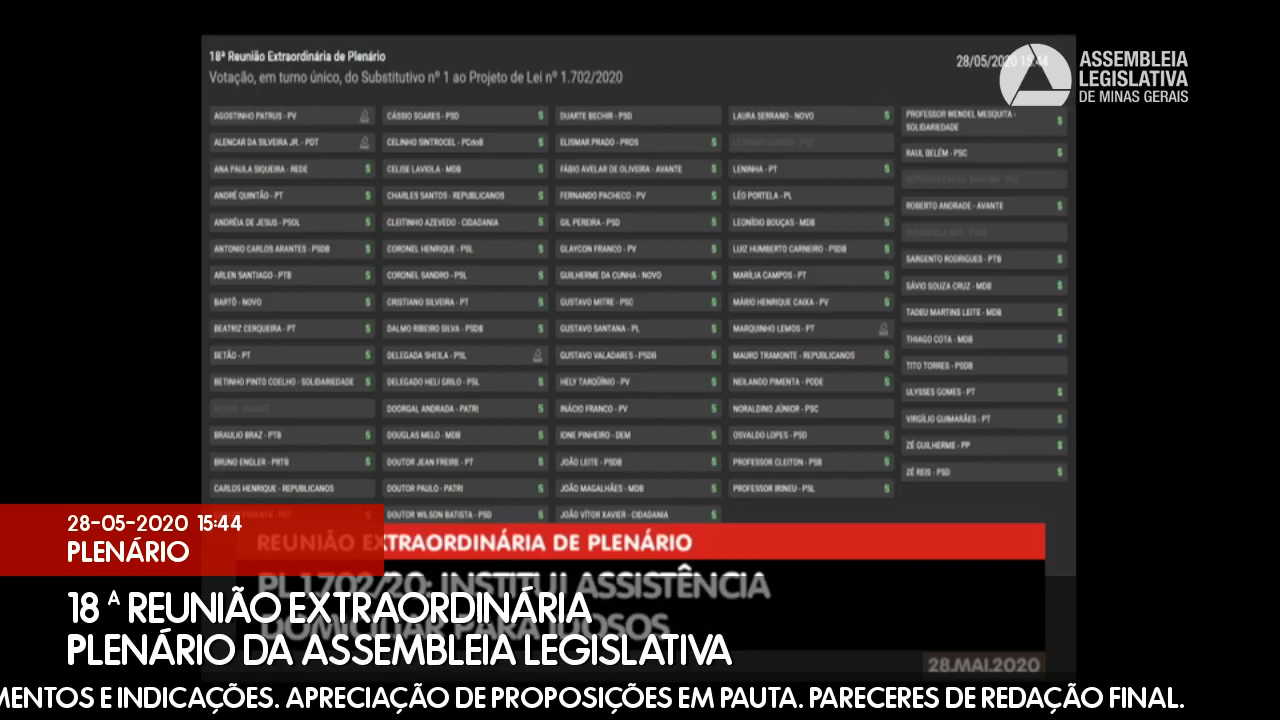 18ª Reunião Extraordinária de Plenário
Votação, em turno único, do Substitutivo nº 1 ao Projeto de Lei nº 1.702/2020
28/05/2020
ASSEMBLEIA
LEGISLATIVA
DE MINAS GERAIS
AGOSTINHO PATRUS - PV
ALENCAR DA SILVEIRA JR. - PDT
ANA PAULA SIQUEIRA - REDE S
ANDRÉ QUINTÃO - PT S
ANDRÉIA DE JESUS - PSOL S
ANTONIO CARLOS ARANTES - PSDB S
ARLEN SANTIAGO - PTB S
BARTÔ - NOVO S
BEATRIZ CERQUEIRA - PT S
BETÃO - PT S
BETINHO PINTO COELHO - SOLIDARIEDADE S
BRAULIO BRAZ - PTB S
BRUNO ENGLER - PRTB S
CARLOS HENRIQUE - REPUBLICANOS
CÁSSIO SOARES - PSD S
CELINHO SINTROCEL - PCdoB S
CELISE LAVIOLA - MDB S
CHARLES SANTOS - REPUBLICANOS S
CLEITINHO AZEVEDO - CIDADANIA S
CORONEL HENRIQUE - PSL S
CORONEL SANDRO - PSL S
CRISTIANO SILVEIRA - PT S
DALMO RIBEIRO SILVA - PSDB S
DELEGADA SHEILA - PSL
DELEGADO HELI GRILO - PSL S
DOORGAL ANDRADA - PATRI S
DOUGLAS MELO - MDB S
DOUTOR JEAN FREIRE - PT S
DOUTOR PAULO - PATRI S
DOUTOR WILSON BATISTA - PSD S
DUARTE BECHIR - PSD
ELISMAR PRADO - PROS S
FÁBIO AVELAR DE OLIVEIRA - AVANTE S
FERNANDO PACHECO - PV S
GIL PEREIRA - PSD S
GLAYCON FRANCO - PV S
GUILHERME DA CUNHA - NOVO S
GUSTAVO MITRE - PSC S
GUSTAVO SANTANA - PL S
GUSTAVO VALADARES - PSDB S
HELY TARQÜÍNIO - PV S
INÁCIO FRANCO - PV S
IONE PINHEIRO - DEM S
JOÃO LEITE - PSDB S
JOÃO MAGALHÃES - MDB S
JOÃO VÍTOR XAVIER - CIDADANIA S
LAURA SERRANO - NOVO S
LENINHA - PT S
LÉO PORTELA - PL
LEONÍDIO BOUÇAS - MDB S
LUIZ HUMBERTO CARNEIRO - PSDB S
MARÍLIA CAMPOS - PT S
MÁRIO HENRIQUE CAIXA - PV S
MARQUINHO LEMOS - PT
MAURO TRAMONTE - REPUBLICANOS S
NEILANDO PIMENTA - PODE S
NORALDINO JÚNIOR - PSC
OSVALDO LOPES - PSD S
PROFESSOR CLEITON - PSB S
PROFESSOR IRINEU - PSL S
PROFESSOR WENDEL MESQUITA -
SOLIDARIEDADE S
RAUL BELÉM - PSC S
ROBERTO ANDRADE - AVANTE S
SARGENTO RODRIGUES - PTB S
SÁVIO SOUZA CRUZ - MDB S
TADEU MARTINS LEITE - MDB S
THIAGO COTA - MDB S
TITO TORRES - PSDB
ULYSSES GOMES - PT S
VIRGÍLIO GUIMARÃES - PT S
ZÉ GUILHERME - PP S
ZÉ REIS - PSD S
28-05-2020 15:44
PLENÁRIO
REUNIÃO EXTRAORDINÁRIA DE PLENÁRIO
PL 1.702/20: INSTITUI ASSISTÊNCIA
DOMICILIAR PARA IDOSOS
18 ª REUNIÃO EXTRAORDINÁRIA
PLENÁRIO DA ASSEMBLEIA LEGISLATIVA
28.MAI.2020
MENTOS E INDICAÇÕES. APRECIAÇÃO DE PROPOSIÇÕES EM PAUTA. PARECERES DE REDAÇÃO FINAL.